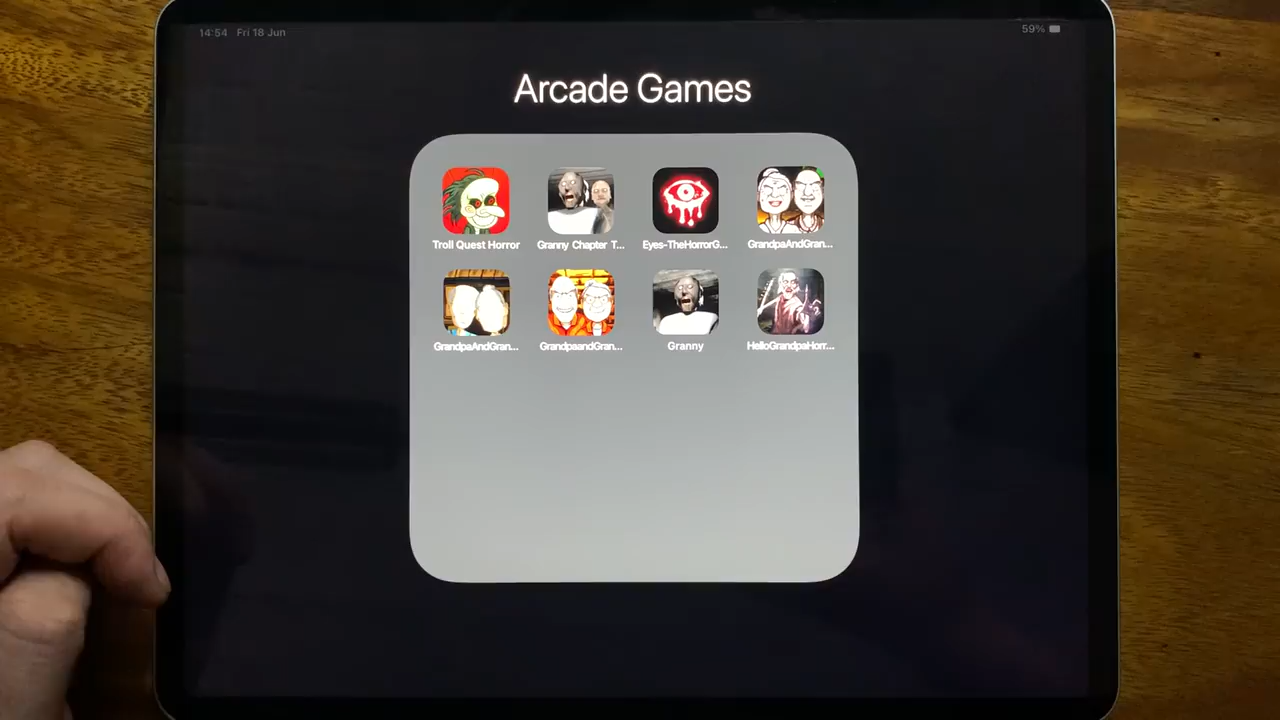 14:54 Fri 18 Jun
59%
Arcade Games
Troll Quest Horror
Granny Chapter T...
Eyes-TheHorrorG...
GrandpaAndGran...
GrandpaAndGran...
GrandpaandGran...
Granny
HelloGrandpaHorr...